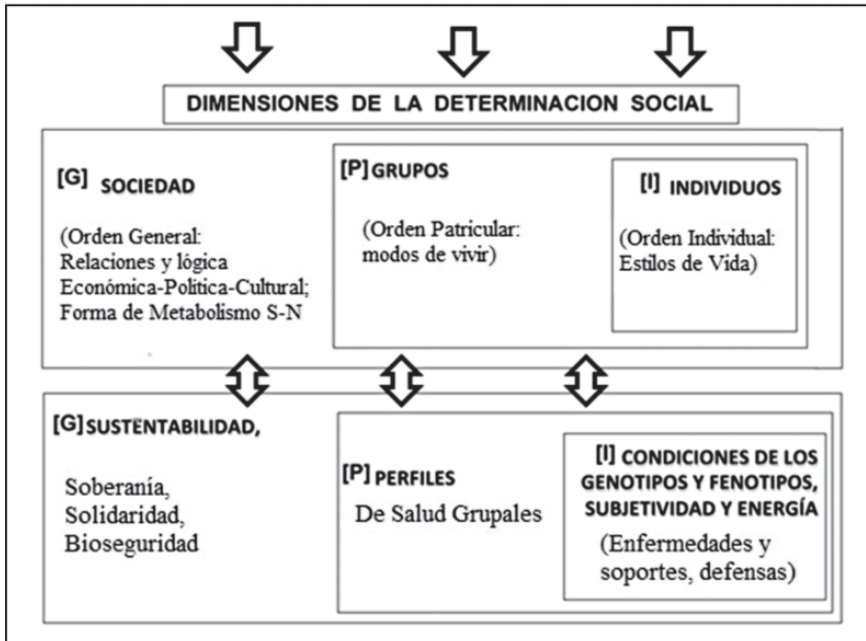 DIMENSIONES DE LA DETERMINACION SOCIAL
[G] SOCIEDAD
(Orden General:
Relaciones y lógica
Económica-Política-Cultural;
Forma de Metabolismo S-N
[P] GRUPOS
(Orden Patricular:
modos de vivir)
[I] INDIVIDUOS
(Orden Individual:
Estilos de Vida)
[G] SUSTENTABILIDAD,
Soberanía,
Solidaridad,
Bioseguridad
[P] PERFILES
De Salud Grupales
[I] CONDICIONES DE LOS
GENOTIPOS Y FENOTIPOS,
SUBJETIVIDAD Y ENERGÍA
(Enfermedades y
soportes, defensas)